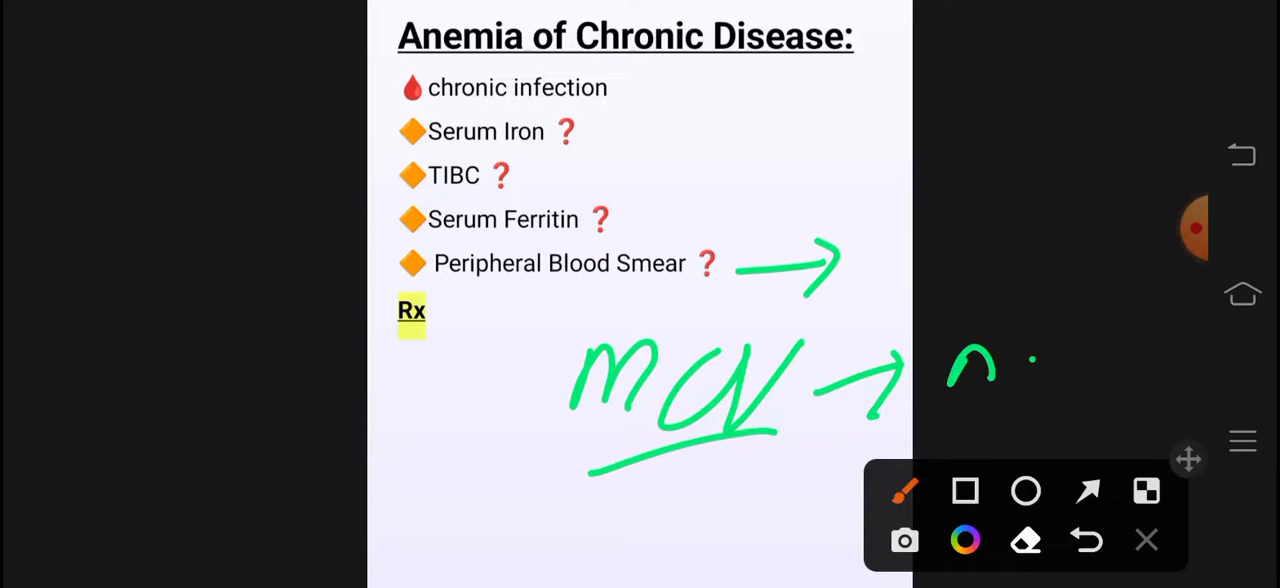 Anemia of Chronic Disease:
🩸chronic infection
🔶Serum Iron ❓
🔶TIBC ❓
🔶Serum Ferritin ❓
🔶 Peripheral Blood Smear ❓ →
Rx
MCV → n